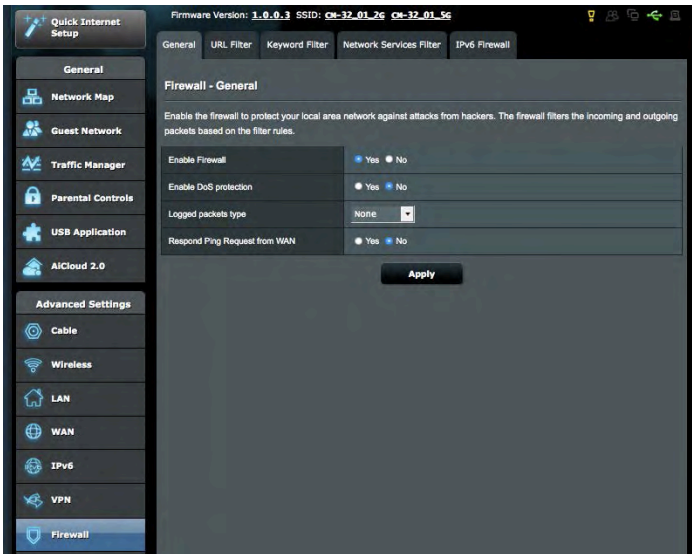 Quick Internet
Setup
Firmware Version: 1.0.0.3 SSID: CM-32_01_2G CM-32_01_5G
General
URL Filter
Keyword Filter
Network Services Filter
IPv6 Firewall
General
Network Map
Guest Network
Traffic Manager
Parental Controls
USB Application
AiCloud 2.0
Advanced Settings
Cable
Wireless
LAN
WAN
IPv6
VPN
Firewall
Firewall - General
Enable the firewall to protect your local area network against attacks from hackers. The firewall filters the incoming and outgoing
packets based on the filter rules.
Enable Firewall
Yes No
Enable DoS protection
Yes No
Logged packets type
None
Respond Ping Request from WAN
Yes No
Apply